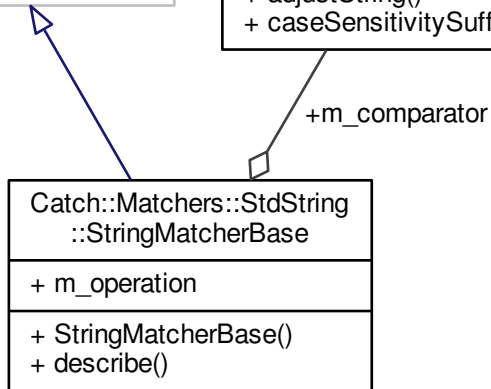 + adjustString()
+ caseSensitivitySuff
+m_comparator
Catch::Matchers::StdString
::StringMatcherBase
+ m_operation
+ StringMatcherBase()
+ describe()